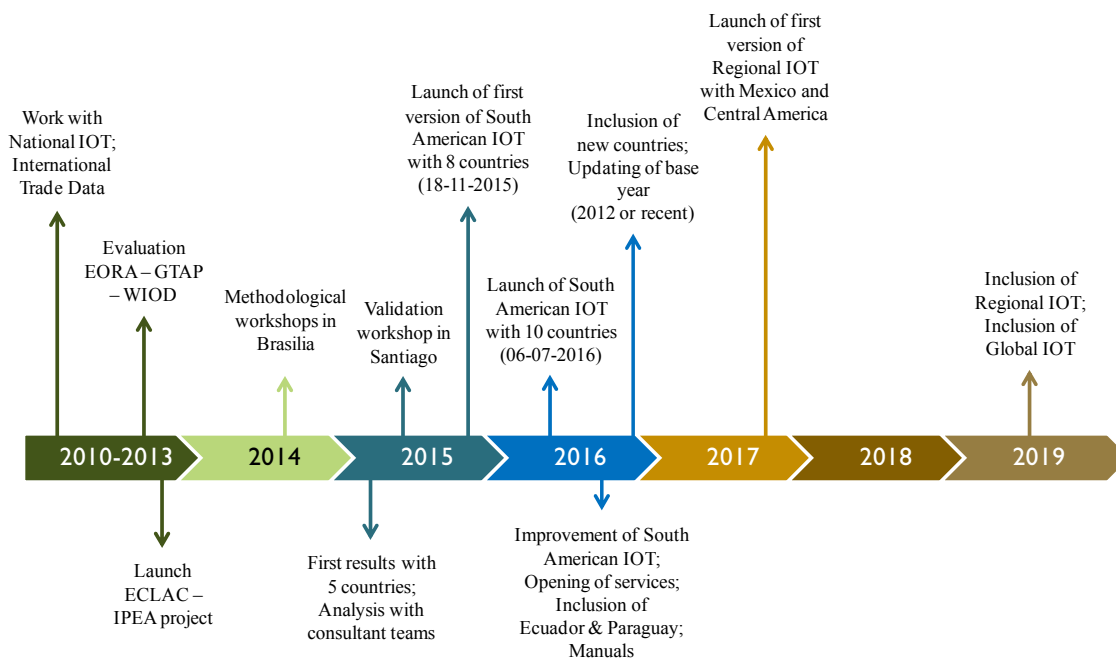 Work with
National IOT;
International
Trade Data
Evaluation
EORA – GTAP
– WIOD
Methodological
workshops in
Brasilia
Validation
workshop in
Santiago
Launch of first
version of South
American IOT
with 8 countries
(18-11-2015)
Launch of South
American IOT
with 10 countries
(06-07-2016)
Inclusion of
new countries;
Updating of base
year
(2012 or recent)
Launch of first
version of
Regional IOT
with Mexico and
Central America
Inclusion of
Regional IOT;
Inclusion of
Global IOT
2010-2013
2014
2015
2016
2017
2018
2019
Launch
ECLAC –
IPEA project
First results with
5 countries;
Analysis with
consultant teams
Improvement of South
American IOT;
Opening of services;
Inclusion of
Ecuador & Paraguay;
Manuals